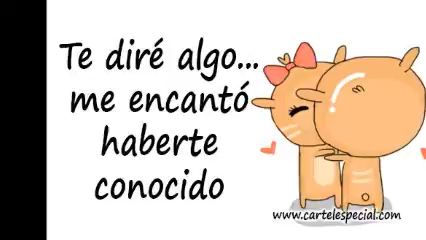 Te diré algo...
me encantó
haberte
conocido
www.cartelespecial.com